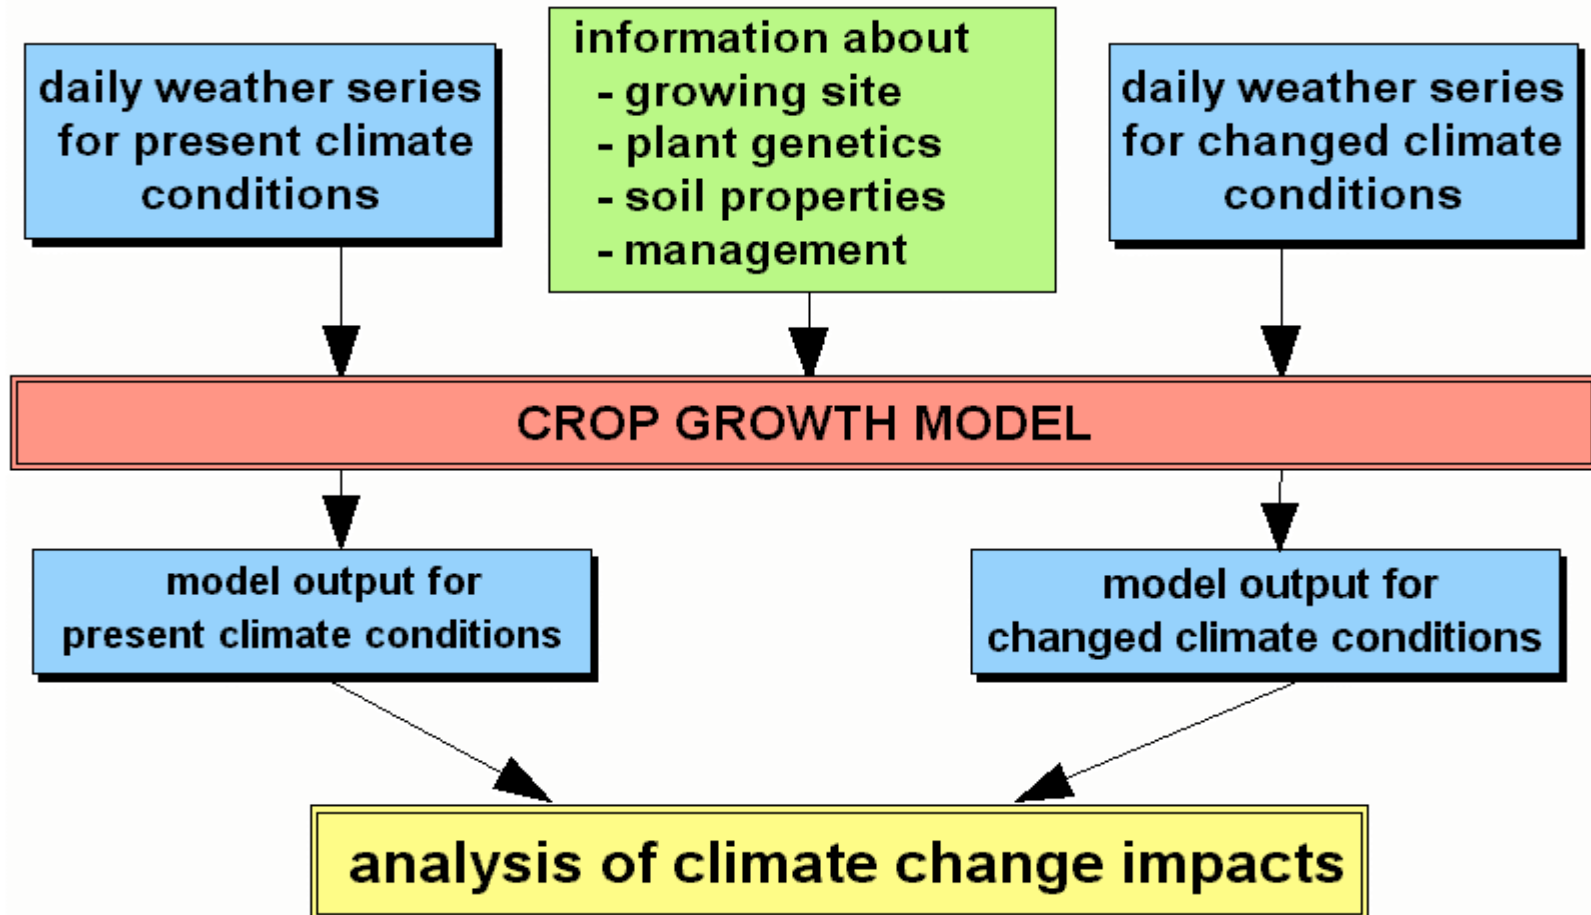 daily weather series
for present climate
conditions
information about
- growing site
- plant genetics
- soil properties
- management
daily weather series
for changed climate
conditions
CROP GROWTH MODEL
model output for
present climate conditions
model output for
changed climate conditions
analysis of climate change impacts